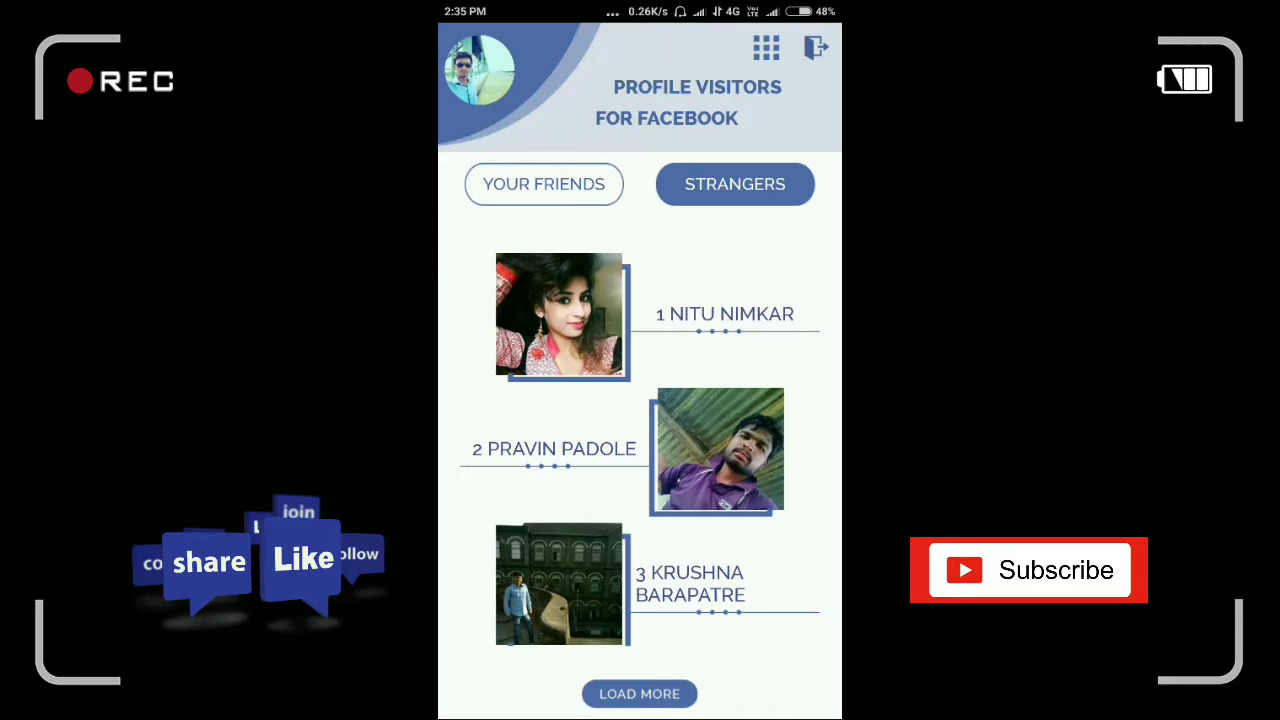 2:35 PM
... 0.26K/s 4G 48%
REC
PROFILE VISITORS
FOR FACEBOOK
YOUR FRIENDS
STRANGERS
1 NITU NIMKAR
2 PRAVIN PADOLE
3 KRUSHNA
BARAPATRE
LOAD MORE
join
share
Like
Subscribe